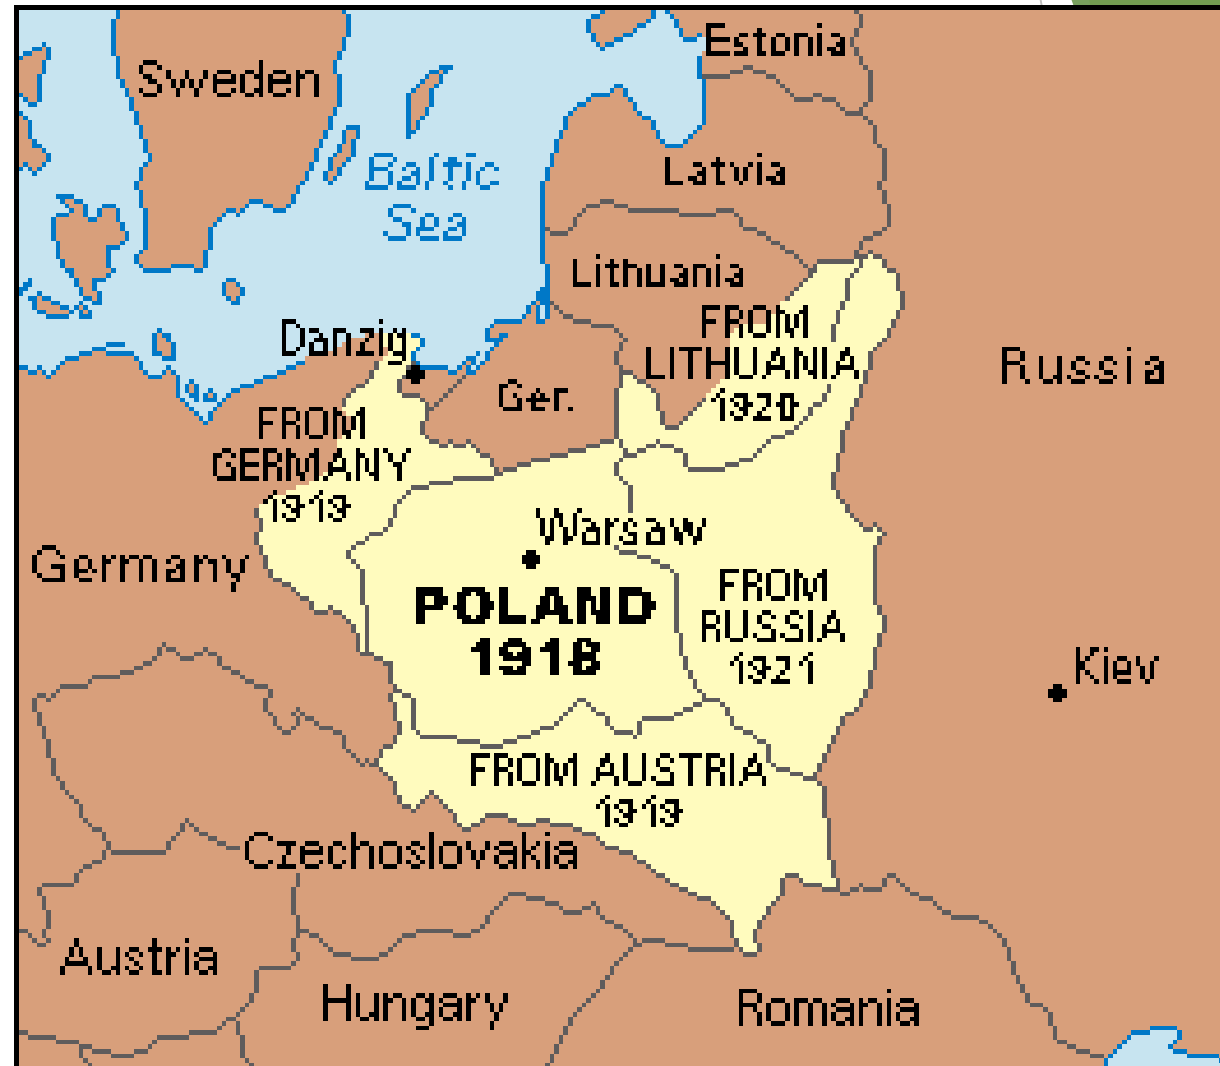 Estonia
Sweden
Baltic
Sea
Latvia
Lithuania
Danzig
FROM
LITHUANIA
1920
Russia
Ger.
FROM
GERMANY
1919
Warsaw
Germany
POLAND
1918
FROM
RUSSIA
1921
Kiev
FROM AUSTRIA
1919
Czechoslovakia
Austria
Hungary
Romania